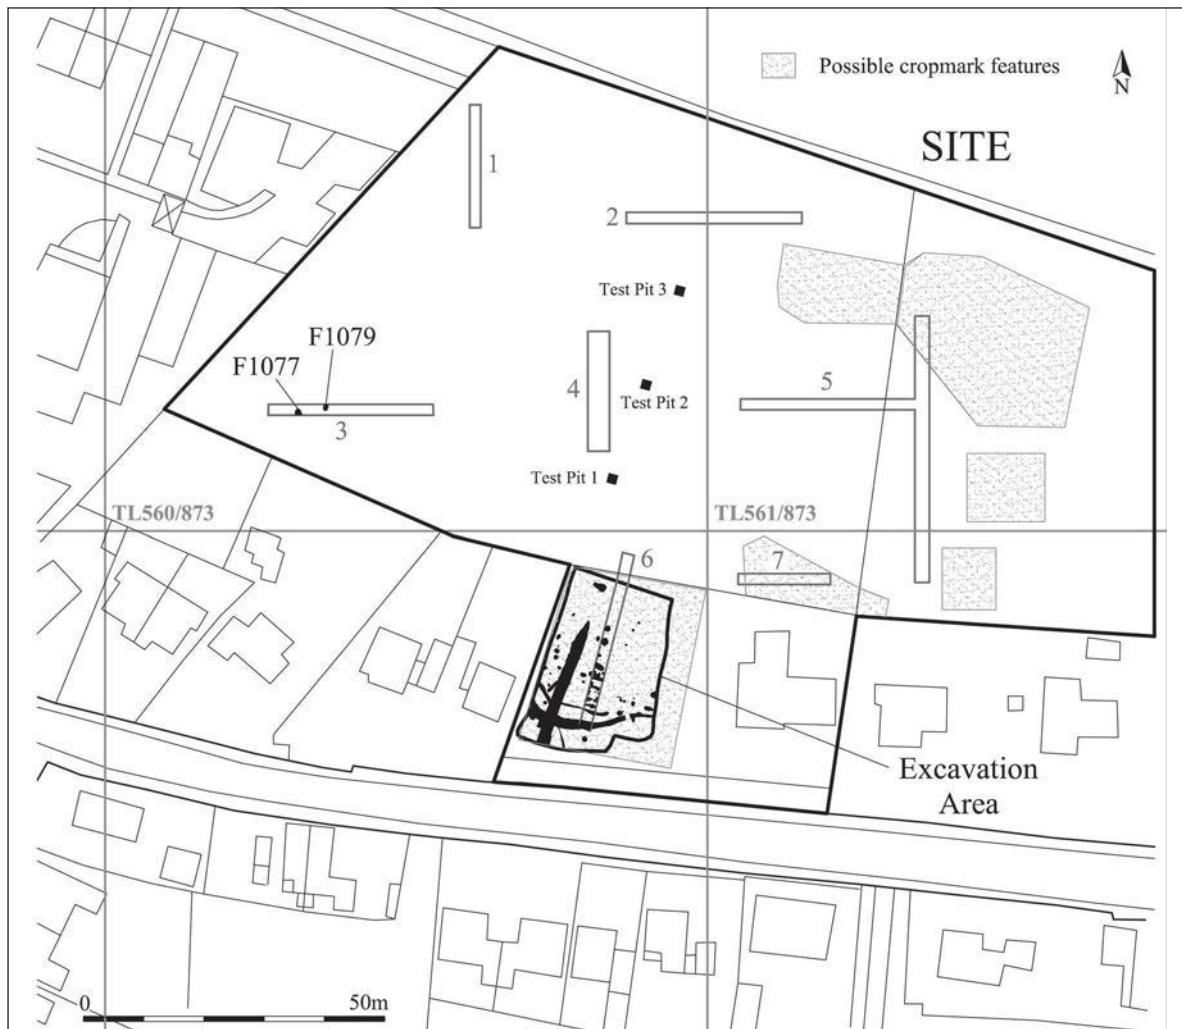 Possible cropmark features
N
SITE
1
2
Test Pit 3
F1079
F1077
4
5
Test Pit 2
3
Test Pit 1
TL560/873
TL561/873
6
7
Excavation
Area
0
50m